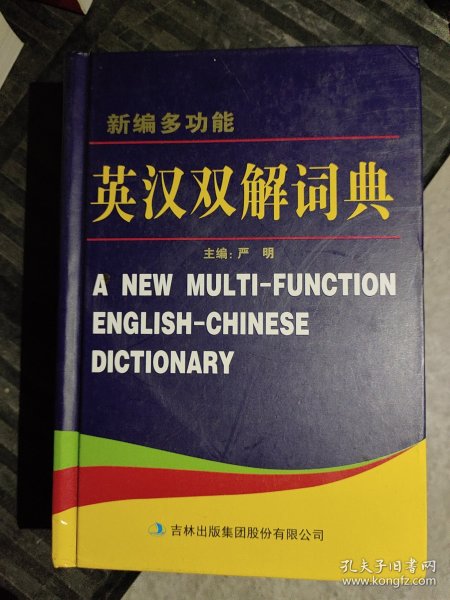 新编多功能
英汉双解词典
主编：严 明
A NEW MULTI-FUNCTION
ENGLISH-CHINESE
DICTIONARY
吉林出版集团股份有限公司
孔夫子旧书网
www.kongfz.com